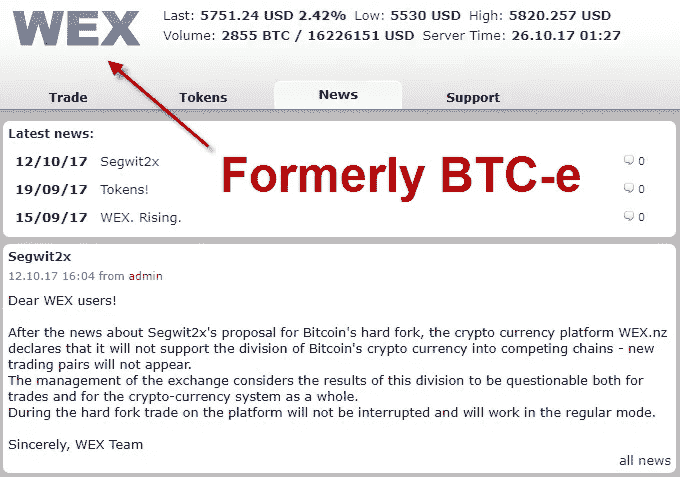 WEX
Last: 5751.24 USD 2.42% Low: 5530 USD High: 5820.257 USD
Volume: 2855 BTC / 16226151 USD Server Time: 26.10.17 01:27
Trade Tokens News Support
Latest news:
12/10/17 Segwit2x 0
19/09/17 Tokens! 0
15/09/17 WEX. Rising. 0
Formerly BTC-e
Segwit2x
12.10.17 16:04 from admin
Dear WEX users!
After the news about Segwit2x's proposal for Bitcoin's hard fork, the crypto currency platform WEX.nz
declares that it will not support the division of Bitcoin's crypto currency into competing chains - new
trading pairs will not appear.
The management of the exchange considers the results of this division to be questionable both for
trades and for the crypto-currency system as a whole.
During the hard fork trade on the platform will not be interrupted and will work in the regular mode.
Sincerely, WEX Team
all news